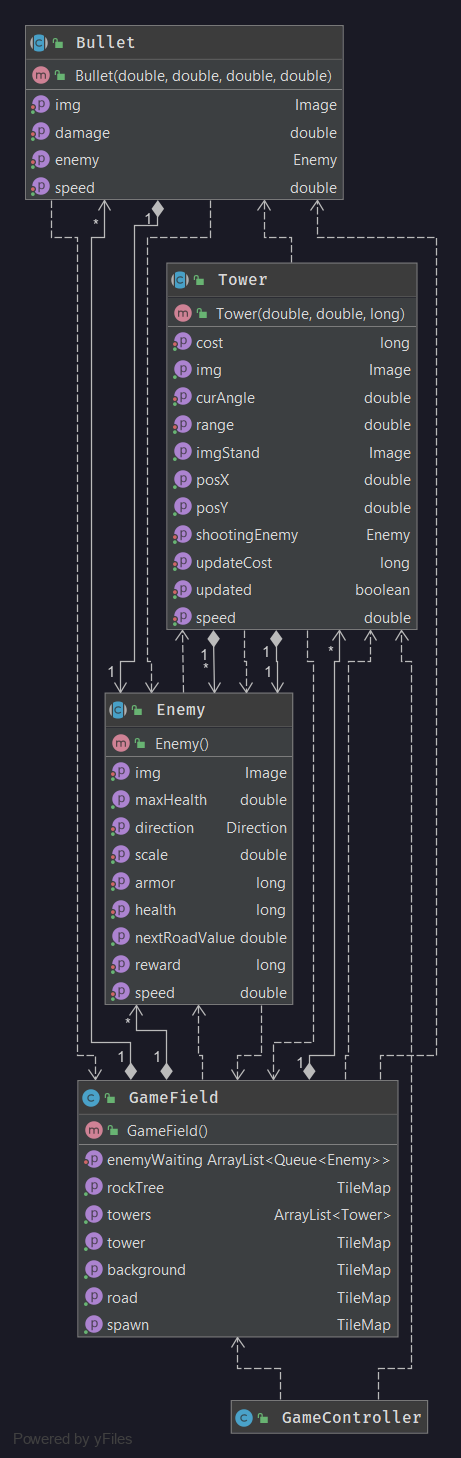 Bullet
Bullet(double, double, double, double)
img Image
damage double
enemy Enemy
speed double
* 1
Tower
Tower(double, double, long)
cost long
img Image
curAngle double
range double
imgStand Image
posX double
posY double
shootingEnemy Enemy
updateCost long
updated boolean
speed double
1 1 *
1 * 1
Enemy
Enemy()
img Image
maxHealth double
direction Direction
scale double
armor long
health long
nextRoadValue double
reward long
speed double
*
1 1 1
GameField
GameField()
enemyWaiting ArrayList<Queue<Enemy>>
rockTree TileMap
towers ArrayList<Tower>
tower TileMap
background TileMap
road TileMap
spawn TileMap
GameController
Powered by yFiles